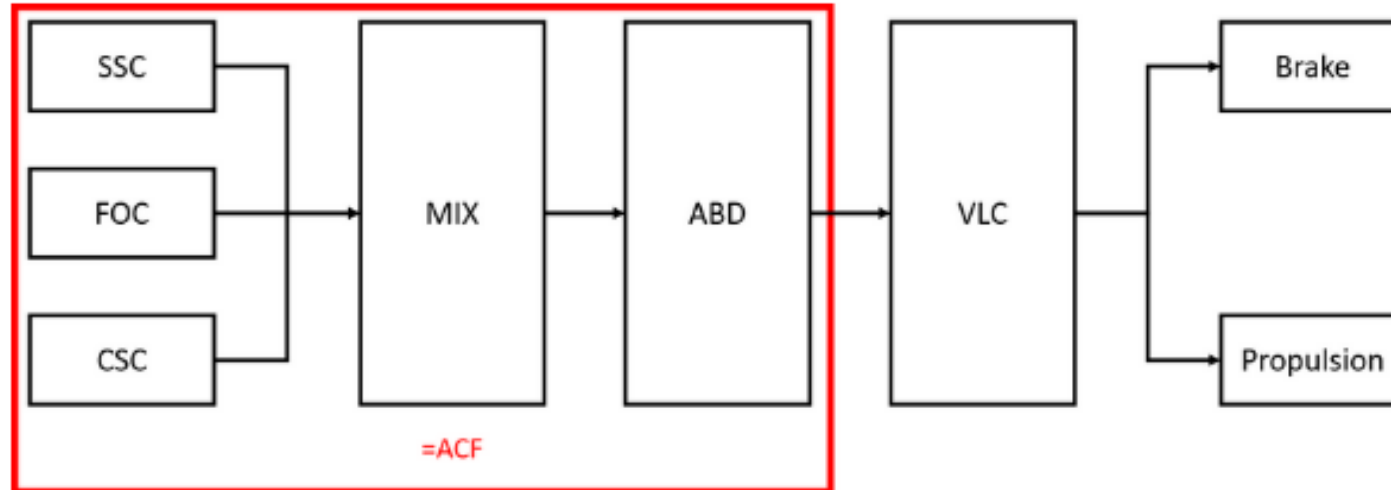 SSC
FOC
CSC
MIX
ABD
VLC
Brake
Propulsion
=ACF